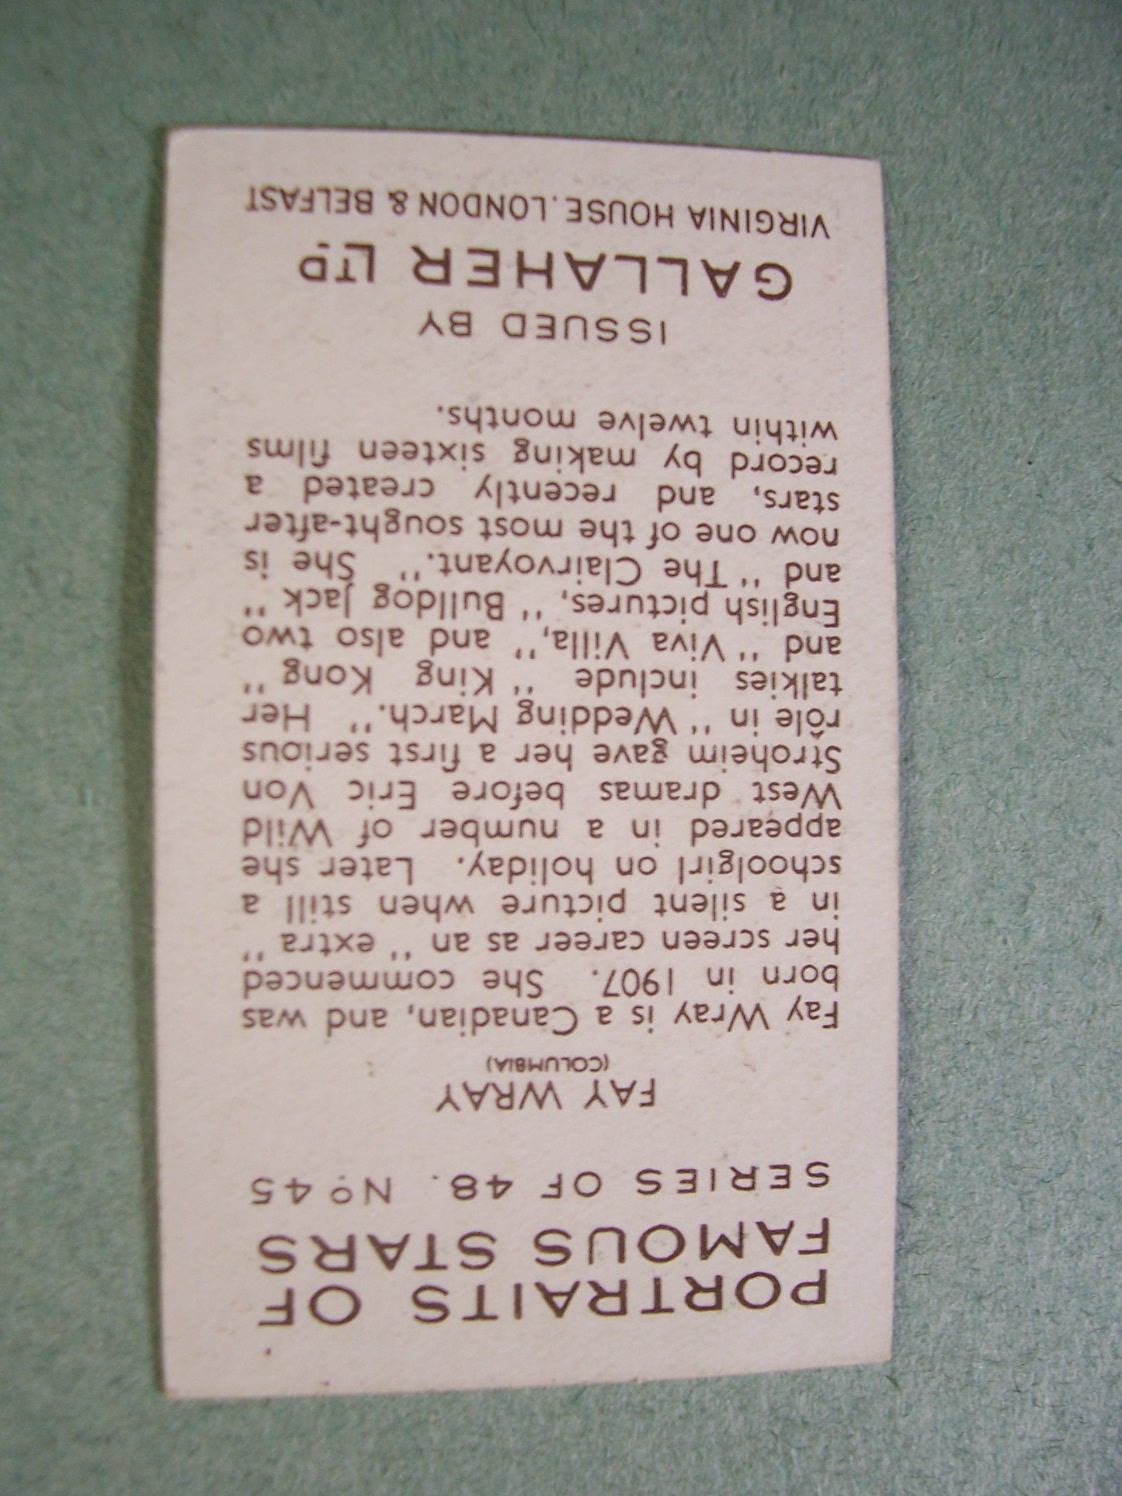 PORTRAITS OF
FAMOUS STARS
SERIES OF 48. No 45
FAY WRAY
(COLUMBIA)
Fay Wray is a Canadian, and was
born in 1907. She commenced
her screen career as an " extra "
in a silent picture when still a
schoolgirl on holiday. Later she
appeared in a number of Wild
West dramas before Eric Von
Stroheim gave her a first serious
rôle in " Wedding March." Her
talkies include " King Kong "
and " Viva Villa," and also two
English pictures, " Bulldog Jack "
and " The Clairvoyant." She is
now one of the most sought-after
stars, and recently created a
record by making sixteen films
within twelve months.
ISSUED BY
GALLAHER LTD
VIRGINIA HOUSE. LONDON & BELFAST